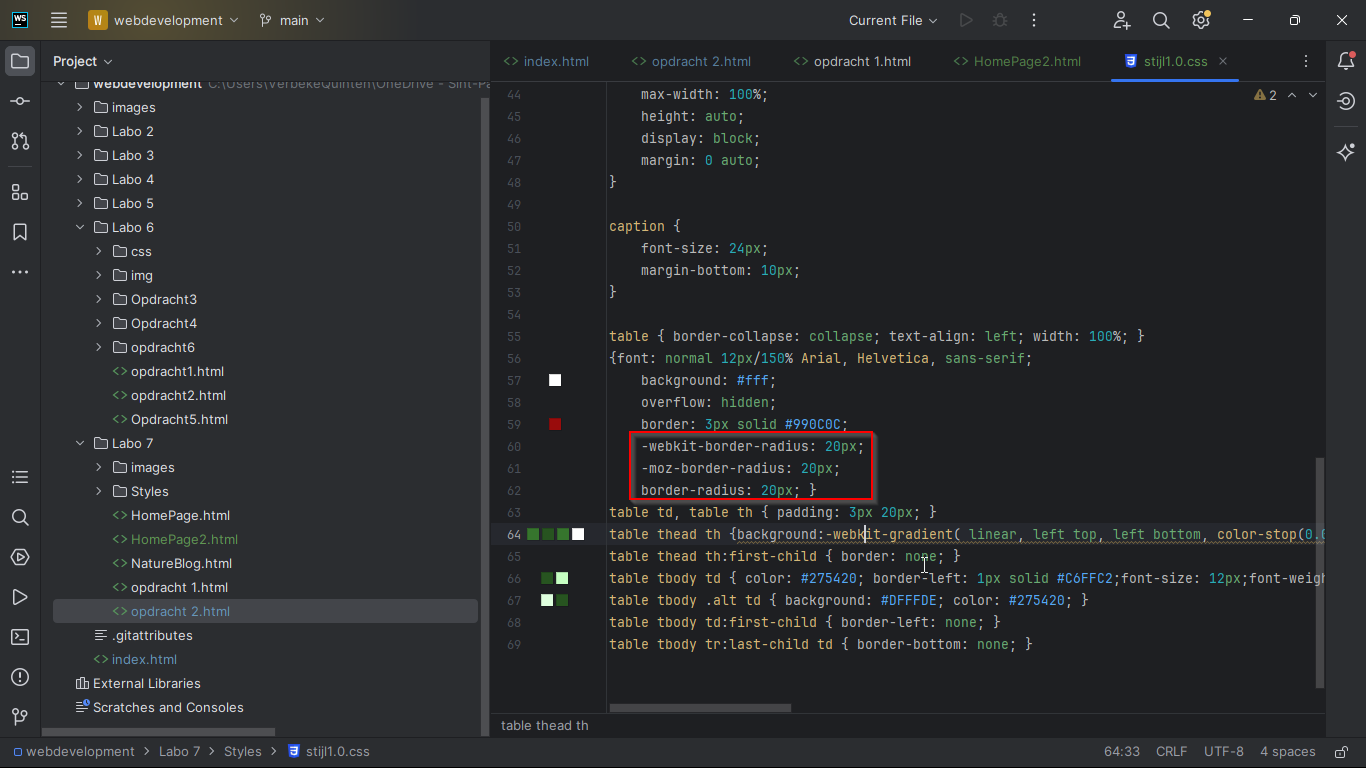 WS
W
webdevelopment
main
Current File
Project
index.html
opdracht 2.html
opdracht 1.html
HomePage2.html
stijl1.0.css
webdevelopment C:\Users\VerbekeQuinten\OneDrive - Sint-Pa
images
Labo 2
Labo 3
Labo 4
Labo 5
Labo 6
css
img
Opdracht3
Opdracht4
opdracht6
opdracht1.html
opdracht2.html
Opdracht5.html
Labo 7
images
Styles
HomePage.html
HomePage2.html
NatureBlog.html
opdracht 1.html
opdracht 2.html
.gitattributes
index.html
External Libraries
Scratches and Consoles
2
44 max-width: 100%;
45 height: auto;
46 display: block;
47 margin: 0 auto;
48 }
49
50 caption {
51 font-size: 24px;
52 margin-bottom: 10px;
53 }
54
55 table { border-collapse: collapse; text-align: left; width: 100%; }
56 {font: normal 12px/150% Arial, Helvetica, sans-serif;
57 background: #fff;
58 overflow: hidden;
59 border: 3px solid #990C0C;
60 -webkit-border-radius: 20px;
61 -moz-border-radius: 20px;
62 border-radius: 20px; }
63 table td, table th { padding: 3px 20px; }
64 table thead th {background:-webkit-gradient( linear, left top, left bottom, color-stop(0.0
65 table thead th:first-child { border: none; }
66 table tbody td { color: #275420; border-left: 1px solid #C6FFC2;font-size: 12px;font-weigh
67 table tbody .alt td { background: #DFFFDE; color: #275420; }
68 table tbody td:first-child { border-left: none; }
69 table tbody tr:last-child td { border-bottom: none; }
table thead th
webdevelopment > Labo 7 > Styles > stijl1.0.css
64:33 CRLF UTF-8 4 spaces